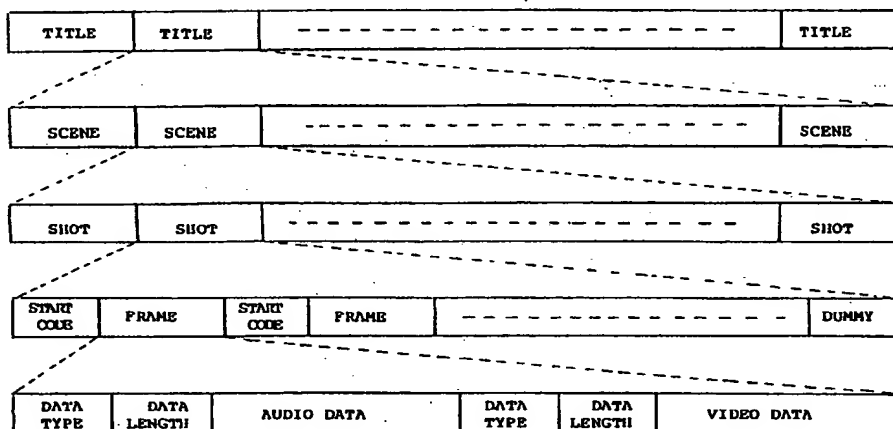 TITLE TITLE TITLE
SCENE SCENE SCENE
SHOT SHOT SHOT
START CODE FRAME START CODE FRAME DUMMY
DATA TYPE DATA LENGTH AUDIO DATA DATA TYPE DATA LENGTH VIDEO DATA